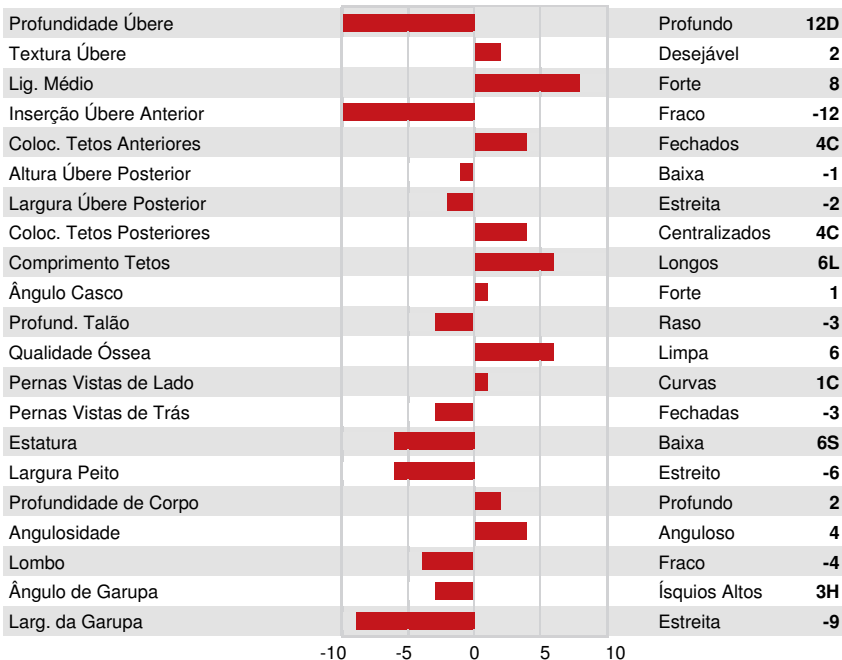 Profundidade Úbere Profundo 12D
Textura Úbere Desejável 2
Lig. Médio Forte 8
Inserção Úbere Anterior Fraco -12
Coloc. Tetos Anteriores Fechados 4C
Altura Úbere Posterior Baixa -1
Largura Úbere Posterior Estreita -2
Coloc. Tetos Posteriores Centralizados 4C
Comprimento Tetos Longos 6L
Ângulo Casco Forte 1
Profund. Talão Raso -3
Qualidade Óssea Limpa 6
Pernas Vistas de Lado Curvas 1C
Pernas Vistas de Trás Fechadas -3
Estatura Baixa 6S
Largura Peito Estreito -6
Profundidade de Corpo Profundo 2
Angulosidade Anguloso 4
Lombo Fraco -4
Ângulo de Garupa Ísquios Altos 3H
Larg. da Garupa Estreita -9
-10 -5 0 5 10